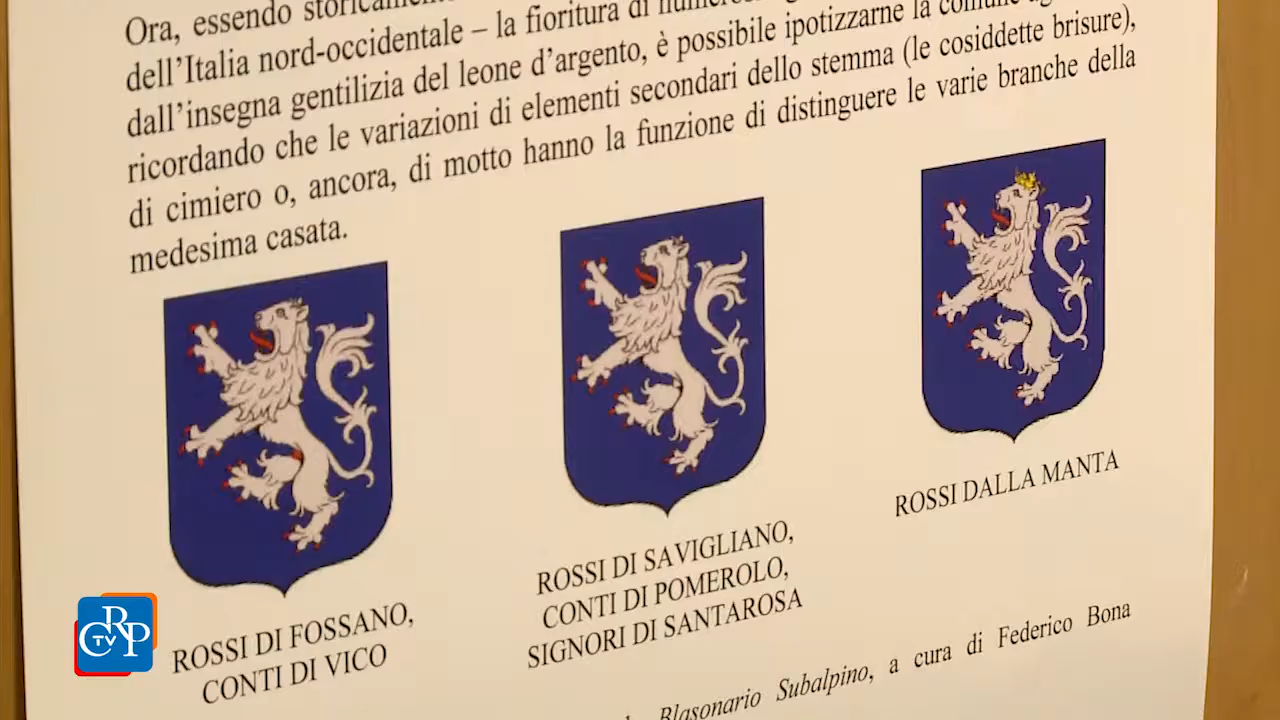 Ora, essendo storicamente
dell'Italia nord-occidentale – la fioritura di
dall'insegna gentilizia del leone d'argento, è possibile ipotizzarne la comune
ricordando che le variazioni di elementi secondari dello stemma (le cosiddette brisure),
di cimiero o, ancora, di motto hanno la funzione di distinguere le varie branche della
medesima casata.
ROSSI DI FOSSANO,
CONTI DI VICO
ROSSI DI SAVIGLIANO,
CONTI DI POMEROLO,
SIGNORI DI SANTAROSA
ROSSI DALLA MANTA
Blasonario Subalpino, a cura di Federico Bona
CRP
TV